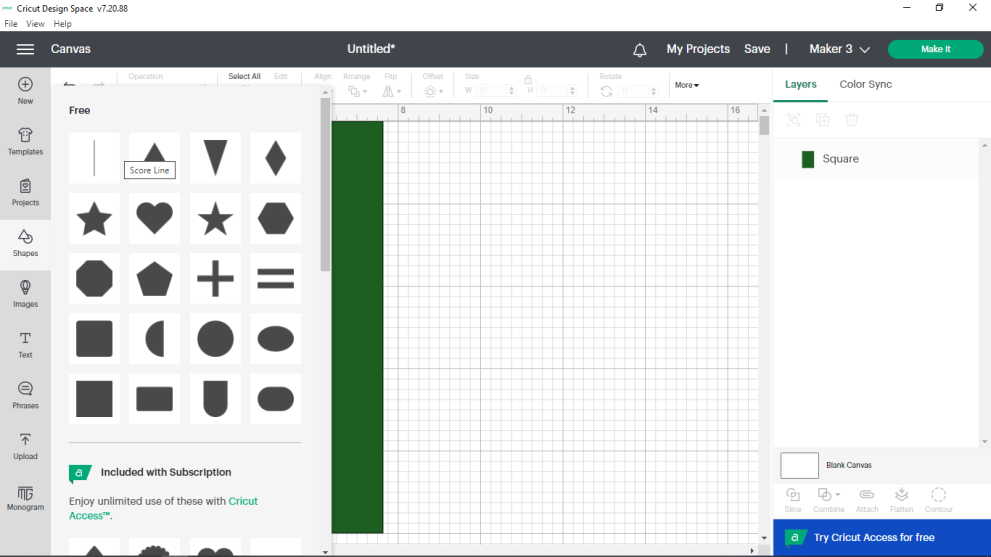 Cricut Design Space v7.20.88
File View Help
Canvas
Untitled*
My Projects Save | Maker 3 Make It
New
Templates
Projects
Shapes
Images
Text
Phrases
Upload
Monogram
Operation Select All Edit Align Arrange Flip Offset Size Rotate More
W 0 H 0 0
8 10 12 14 16
Free
Score Line
Included with Subscription
Enjoy unlimited use of these with Cricut
Access™.
Layers Color Sync
Square
Blank Canvas
Slice Combine Attach Flatten Contour
Try Cricut Access for free